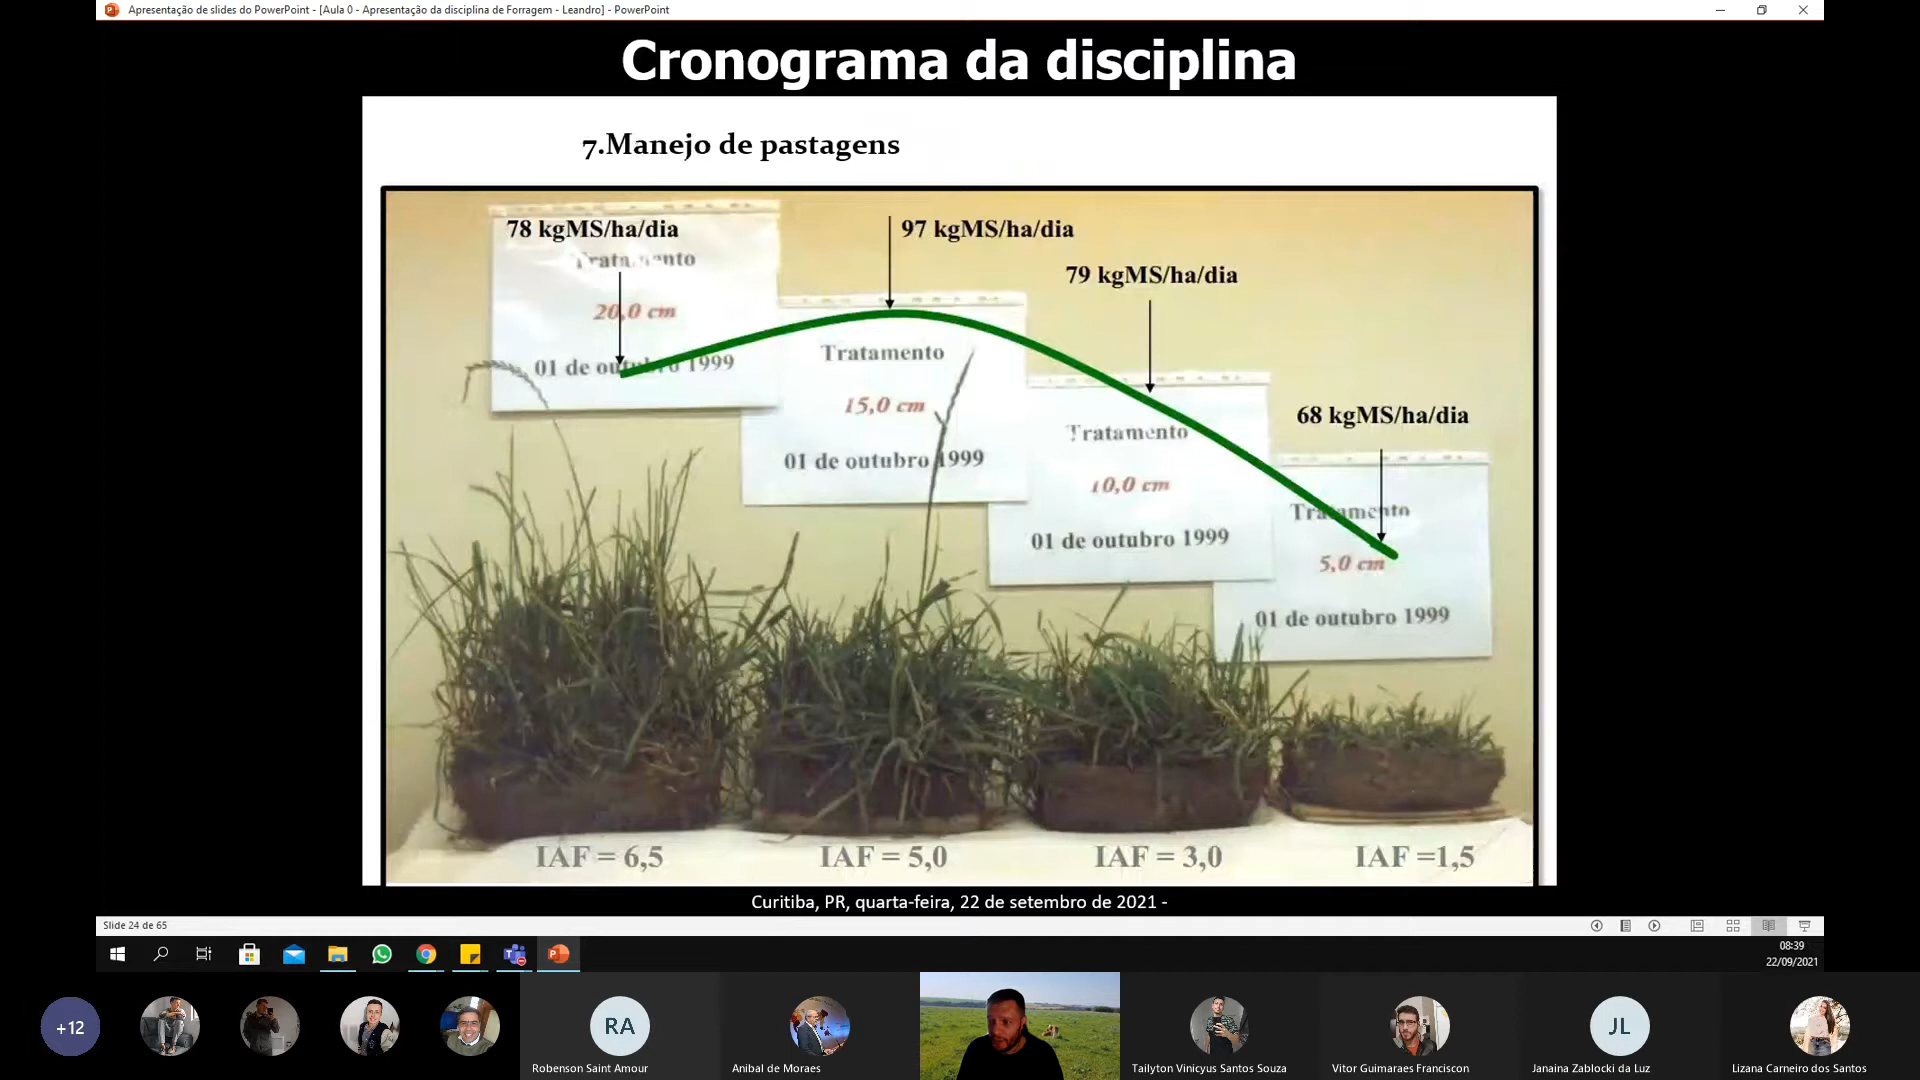 Apresentação de slides do PowerPoint - [Aula 0 - Apresentação da disciplina de Forragem - Leandro] - PowerPoint
Cronograma da disciplina
7.Manejo de pastagens
78 kgMS/ha/dia
Tratamento
20,0 cm
01 de outubro 1999
97 kgMS/ha/dia
Tratamento
15,0 cm
01 de outubro 1999
79 kgMS/ha/dia
Tratamento
10,0 cm
01 de outubro 1999
68 kgMS/ha/dia
Tratamento
5,0 cm
01 de outubro 1999
IAF = 6,5
IAF = 5,0
IAF = 3,0
IAF =1,5
Curitiba, PR, quarta-feira, 22 de setembro de 2021 -
Slide 24 de 65
08:39
22/09/2021
+12
RA
JL
Robenson Saint Amour
Anibal de Moraes
Tailyton Vinicyus Santos Souza
Vitor Guimaraes Franciscon
Janaina Zablocki da Luz
Lizana Carneiro dos Santos